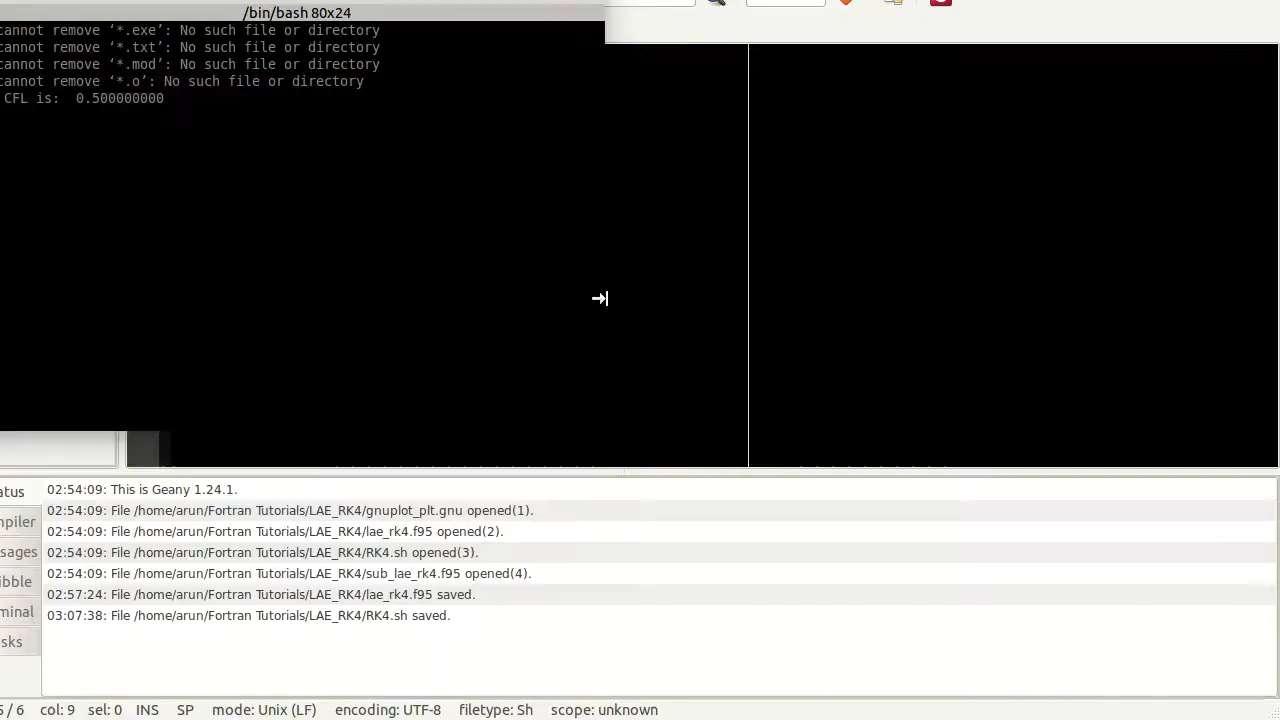 /bin/bash 80x24
cannot remove ‘*.exe’: No such file or directory
cannot remove ‘*.txt’: No such file or directory
cannot remove ‘*.mod’: No such file or directory
cannot remove ‘*.o’: No such file or directory
CFL is:  0.500000000
atus
mpiler
sages
ibble
minal
sks
02:54:09: This is Geany 1.24.1.
02:54:09: File /home/arun/Fortran Tutorials/LAE_RK4/gnuplot_plt.gnu opened(1).
02:54:09: File /home/arun/Fortran Tutorials/LAE_RK4/lae_rk4.f95 opened(2).
02:54:09: File /home/arun/Fortran Tutorials/LAE_RK4/RK4.sh opened(3).
02:54:09: File /home/arun/Fortran Tutorials/LAE_RK4/sub_lae_rk4.f95 opened(4).
02:57:24: File /home/arun/Fortran Tutorials/LAE_RK4/lae_rk4.f95 saved.
03:07:38: File /home/arun/Fortran Tutorials/LAE_RK4/RK4.sh saved.
5 / 6 col: 9 sel: 0 INS SP mode: Unix (LF) encoding: UTF-8 filetype: Sh scope: unknown